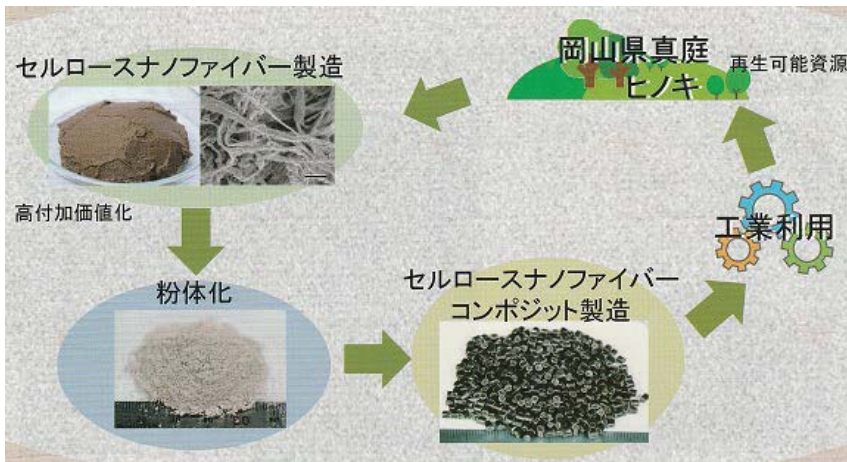 セルロースナノファイバー製造
岡山県真庭
ヒノキ
再生可能資源
高付加価値化
工業利用
粉体化
セルロースナノファイバー
コンポジット製造